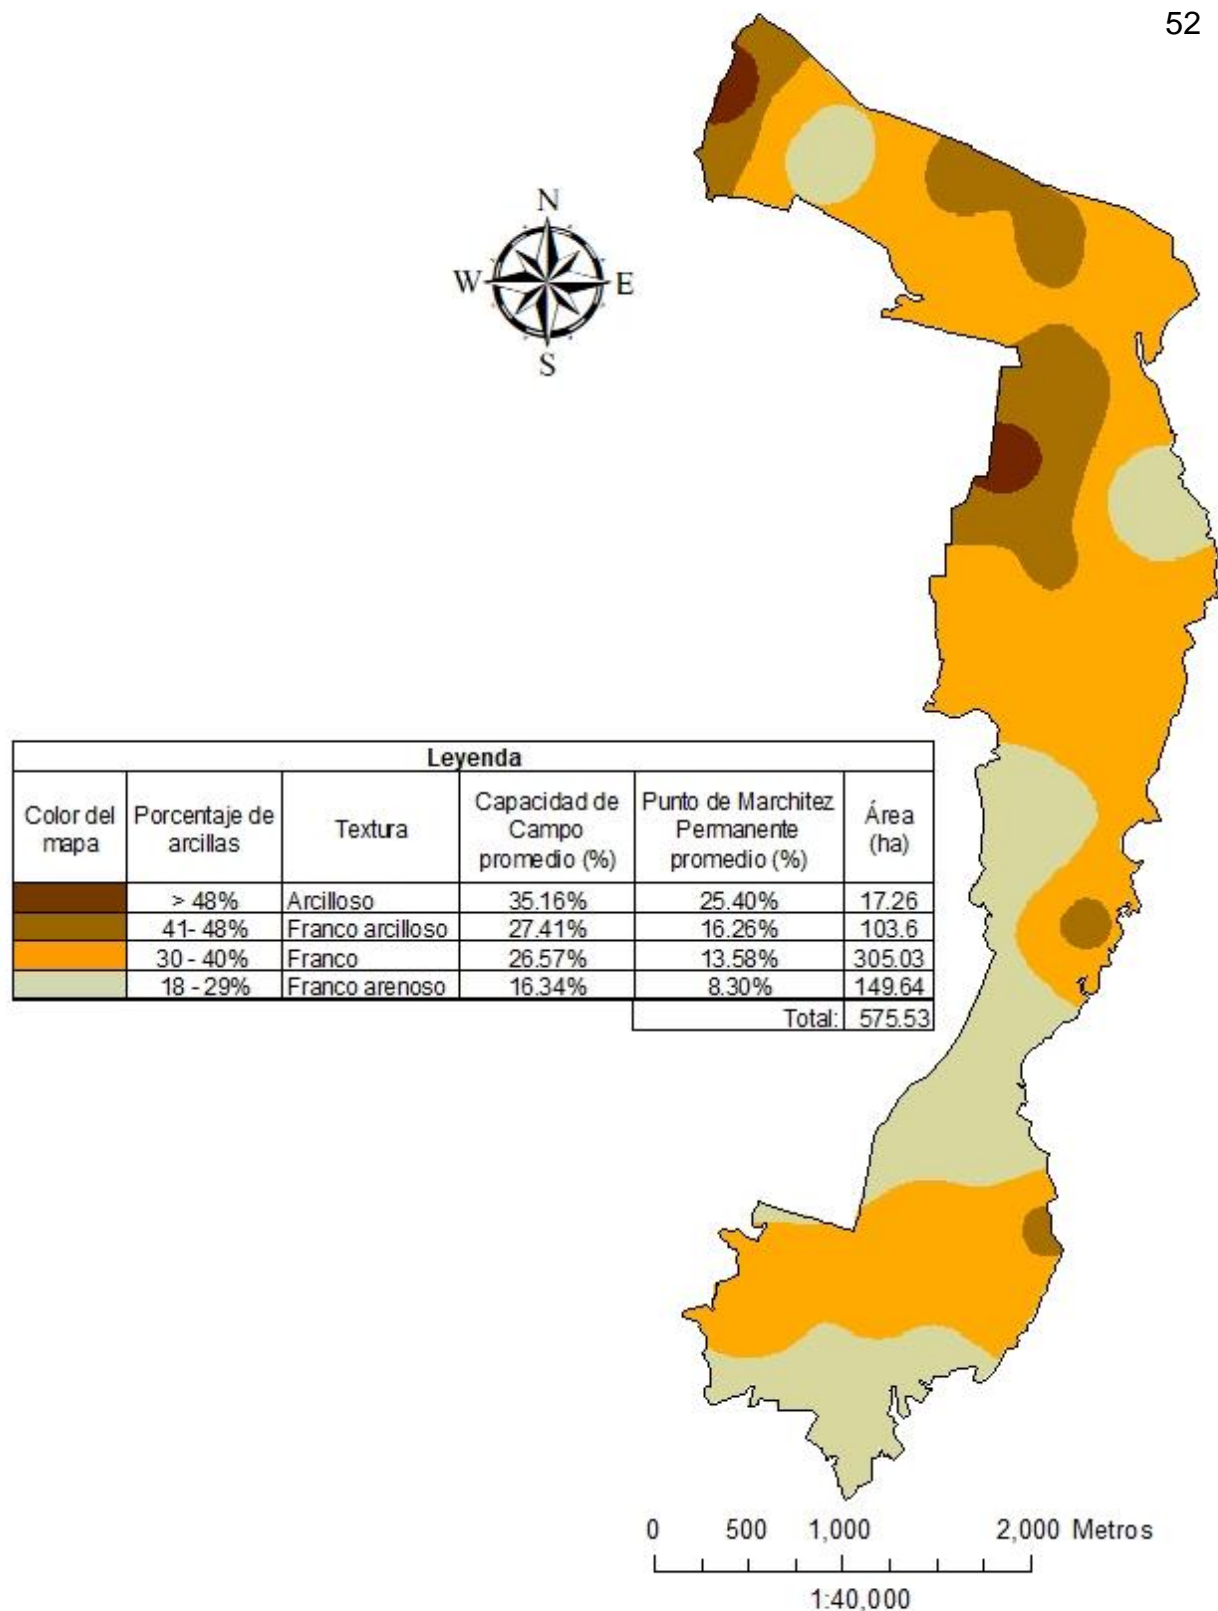 52
N
W E
S
Leyenda
Color del mapa Porcentaje de arcillas Textura Capacidad de Campo promedio (%) Punto de Marchitez Permanente promedio (%) Área (ha)
> 48% Arcilloso 35.16% 25.40% 17.26
41- 48% Franco arcilloso 27.41% 16.26% 103.6
30 - 40% Franco 26.57% 13.58% 305.03
18 - 29% Franco arenoso 16.34% 8.30% 149.64
Total: 575.53
0 500 1,000 2,000 Metros
1:40,000